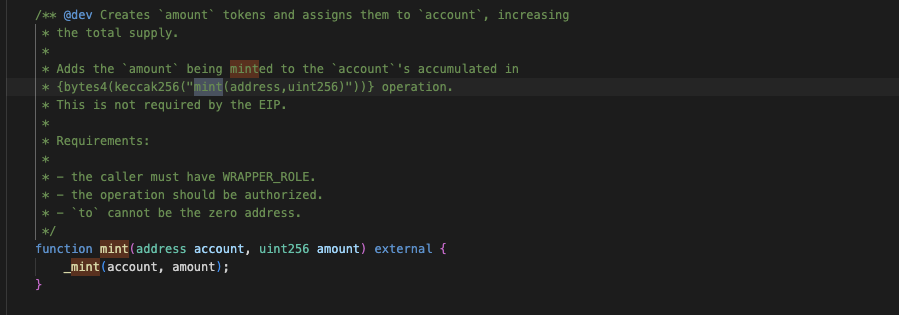 /** @dev Creates `amount` tokens and assigns them to `account`, increasing
* the total supply.
*
* Adds the `amount` being minted to the `account`'s accumulated in
* {bytes4(keccak256("mint(address,uint256)"))} operation.
* This is not required by the EIP.
*
* Requirements:
*
* - the caller must have WRAPPER_ROLE.
* - the operation should be authorized.
* - `to` cannot be the zero address.
*/
function mint(address account, uint256 amount) external {
_mint(account, amount);
}